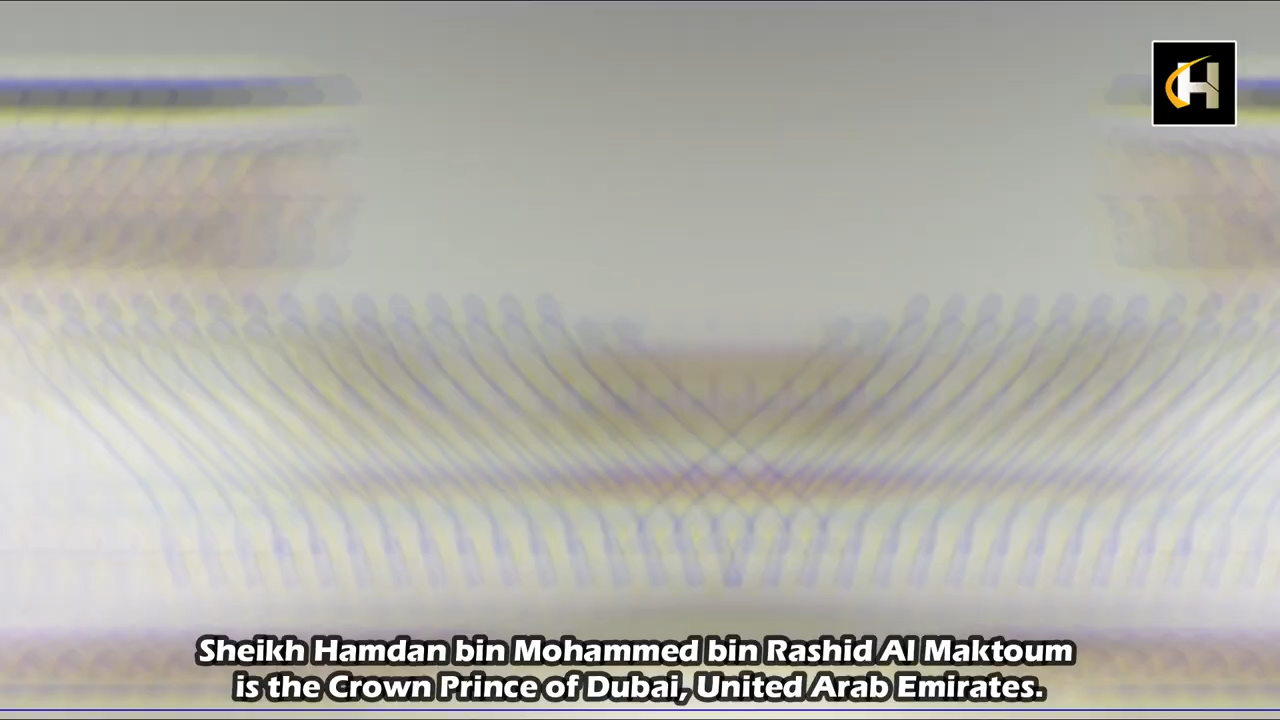 H
Sheikh Hamdan bin Mohammed bin Rashid Al Maktoum
is the Crown Prince of Dubai, United Arab Emirates.